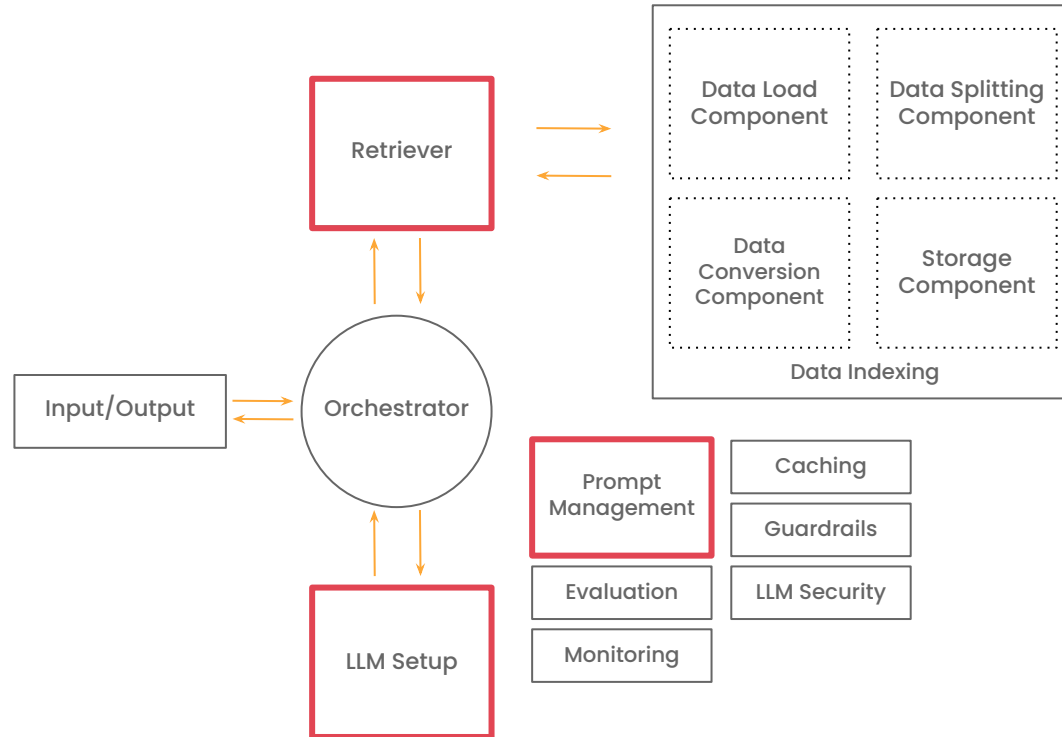 Data Load
Component
Data Splitting
Component
Retriever
Data
Conversion
Component
Storage
Component
Data Indexing
Input/Output
Orchestrator
Prompt
Management
Caching
Guardrails
Evaluation
LLM Security
Monitoring
LLM Setup